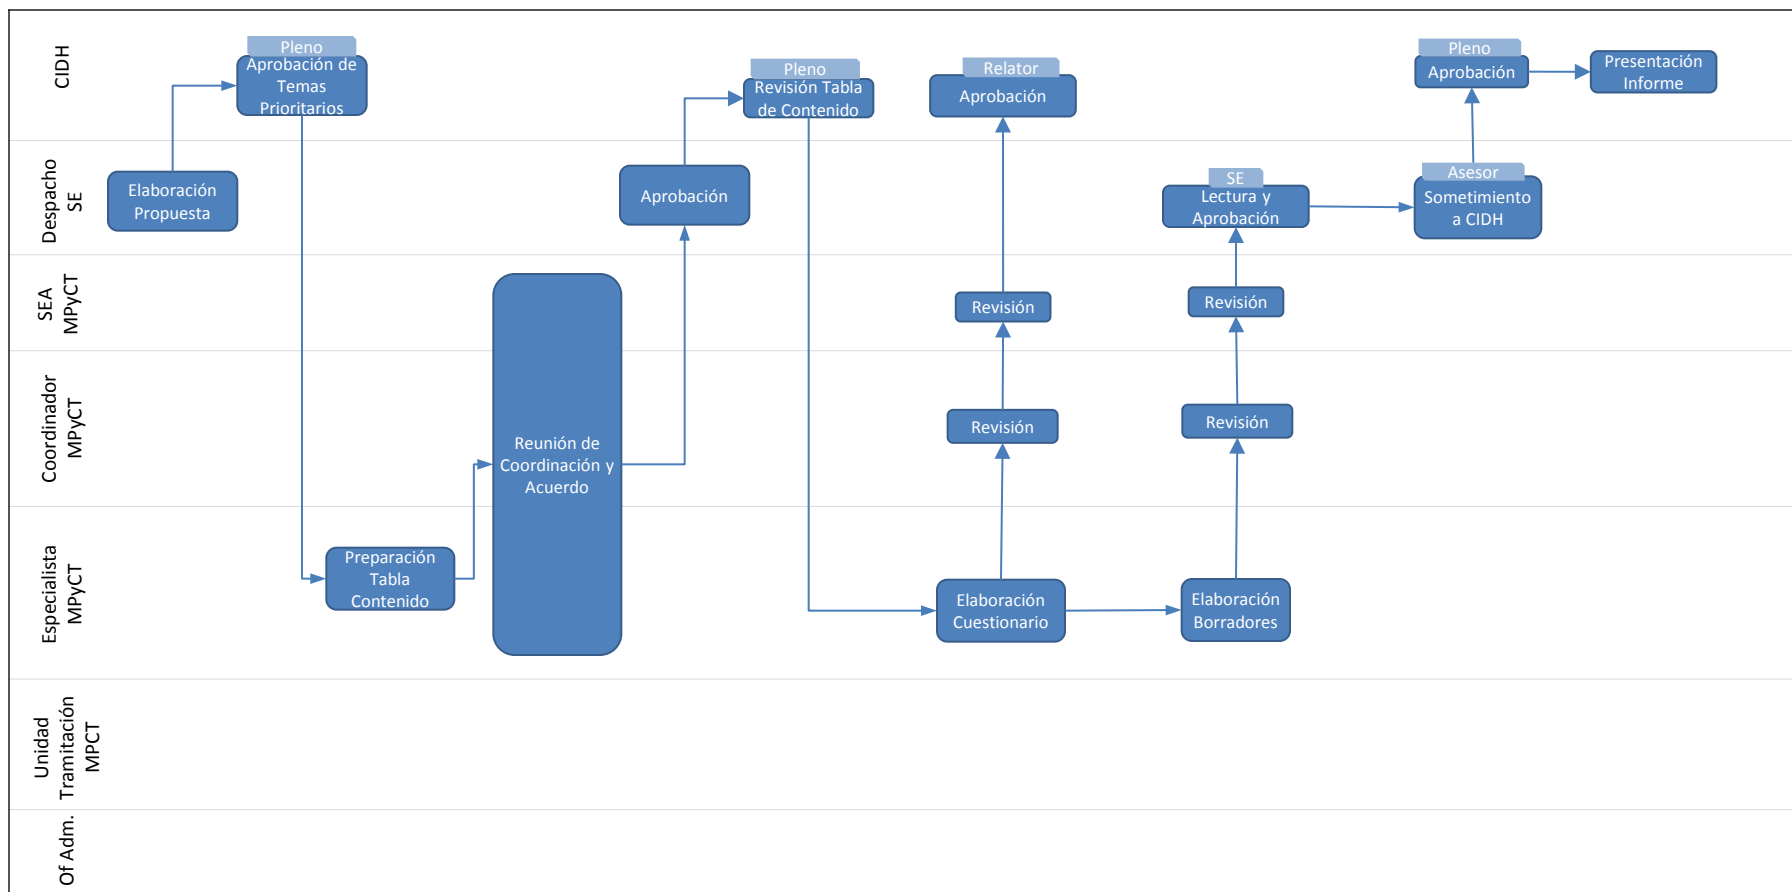 CIDH
Pleno
Aprobación de
Temas
Prioritarios
Pleno
Revisión Tabla
de Contenido
Relator
Aprobación
Pleno
Aprobación
Presentación
Informe
Despacho
SE
Elaboración
Propuesta
Aprobación
SE
Lectura y
Aprobación
Asesor
Sometimiento
a CIDH
SEA
MPyCT
Revisión
Revisión
Coordinador
MPyCT
Reunión de
Coordinación y
Acuerdo
Revisión
Revisión
Especialista
MPyCT
Preparación
Tabla
Contenido
Elaboración
Cuestionario
Elaboración
Borradores
Unidad
Tramitación
MPCT
Of Adm.